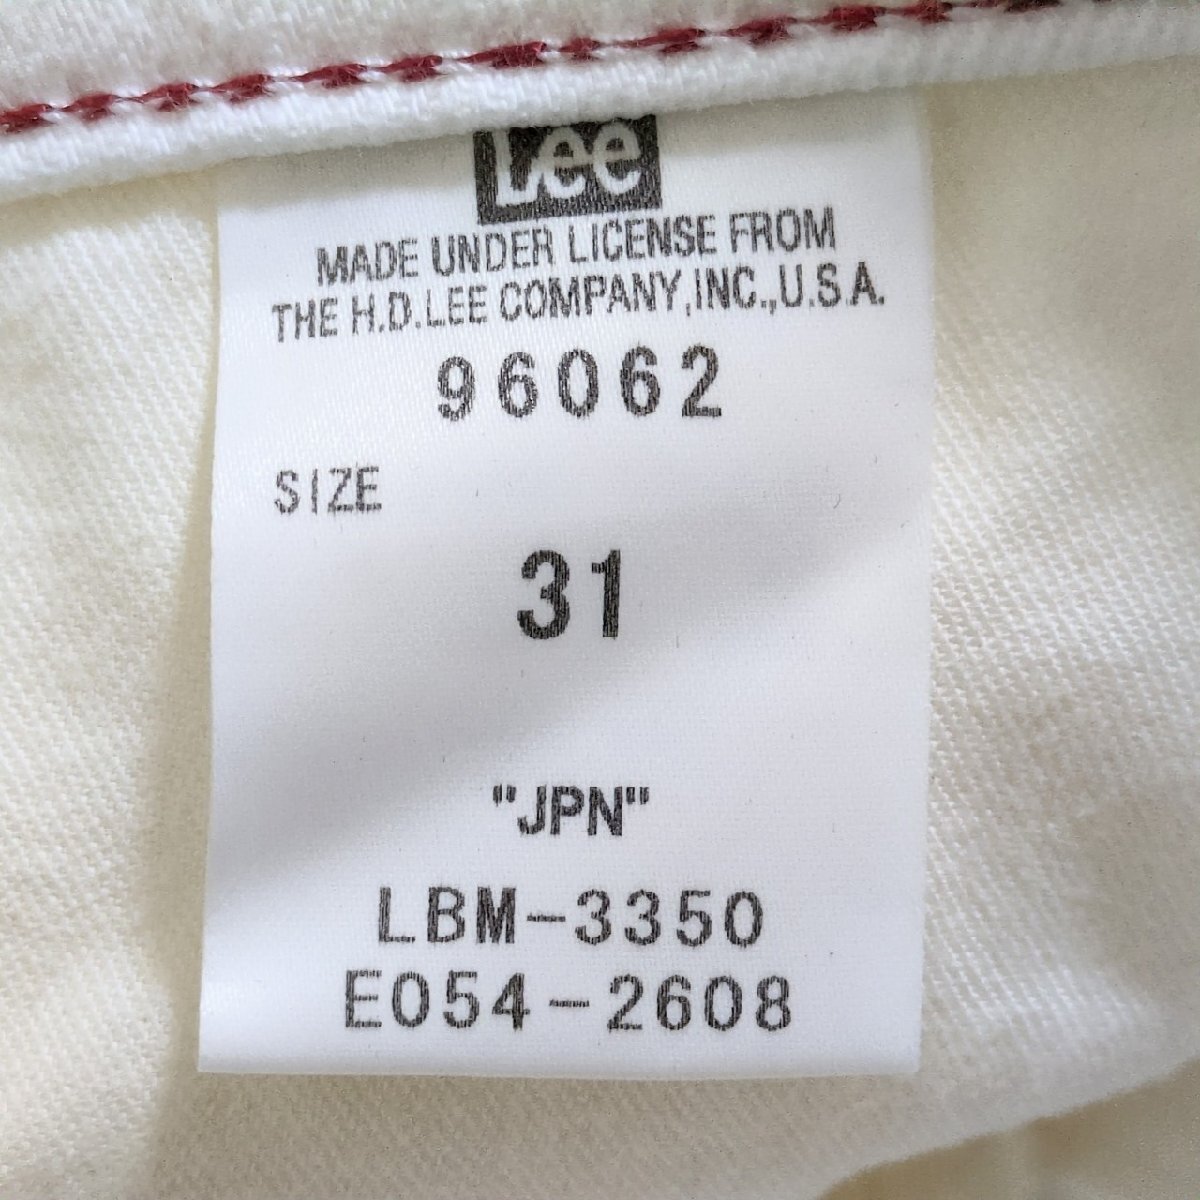 Lee
MADE UNDER LICENSE FROM
THE H.D.LEE COMPANY,INC.,U.S.A.
96062
SIZE
31
"JPN"
LBM-3350
E054-2608